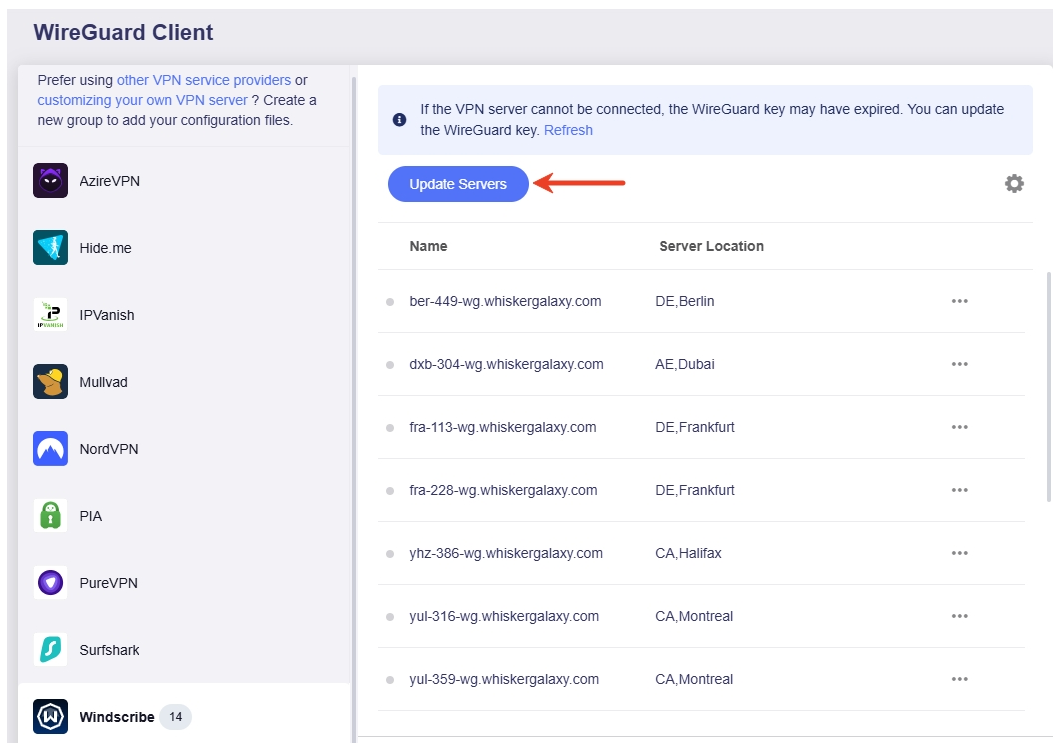 WireGuard Client
Prefer using other VPN service providers or
customizing your own VPN server ? Create a
new group to add your configuration files.
AzireVPN
Hide.me
IP
IPVANISH
IPVanish
Mullvad
NordVPN
PIA
PureVPN
Surfshark
Windscribe 14
If the VPN server cannot be connected, the WireGuard key may have expired. You can update
the WireGuard key. Refresh
Update Servers
Name Server Location
ber-449-wg.whiskergalaxy.com DE,Berlin
dxb-304-wg.whiskergalaxy.com AE,Dubai
fra-113-wg.whiskergalaxy.com DE,Frankfurt
fra-228-wg.whiskergalaxy.com DE,Frankfurt
yhz-386-wg.whiskergalaxy.com CA,Halifax
yul-316-wg.whiskergalaxy.com CA,Montreal
yul-359-wg.whiskergalaxy.com CA,Montreal